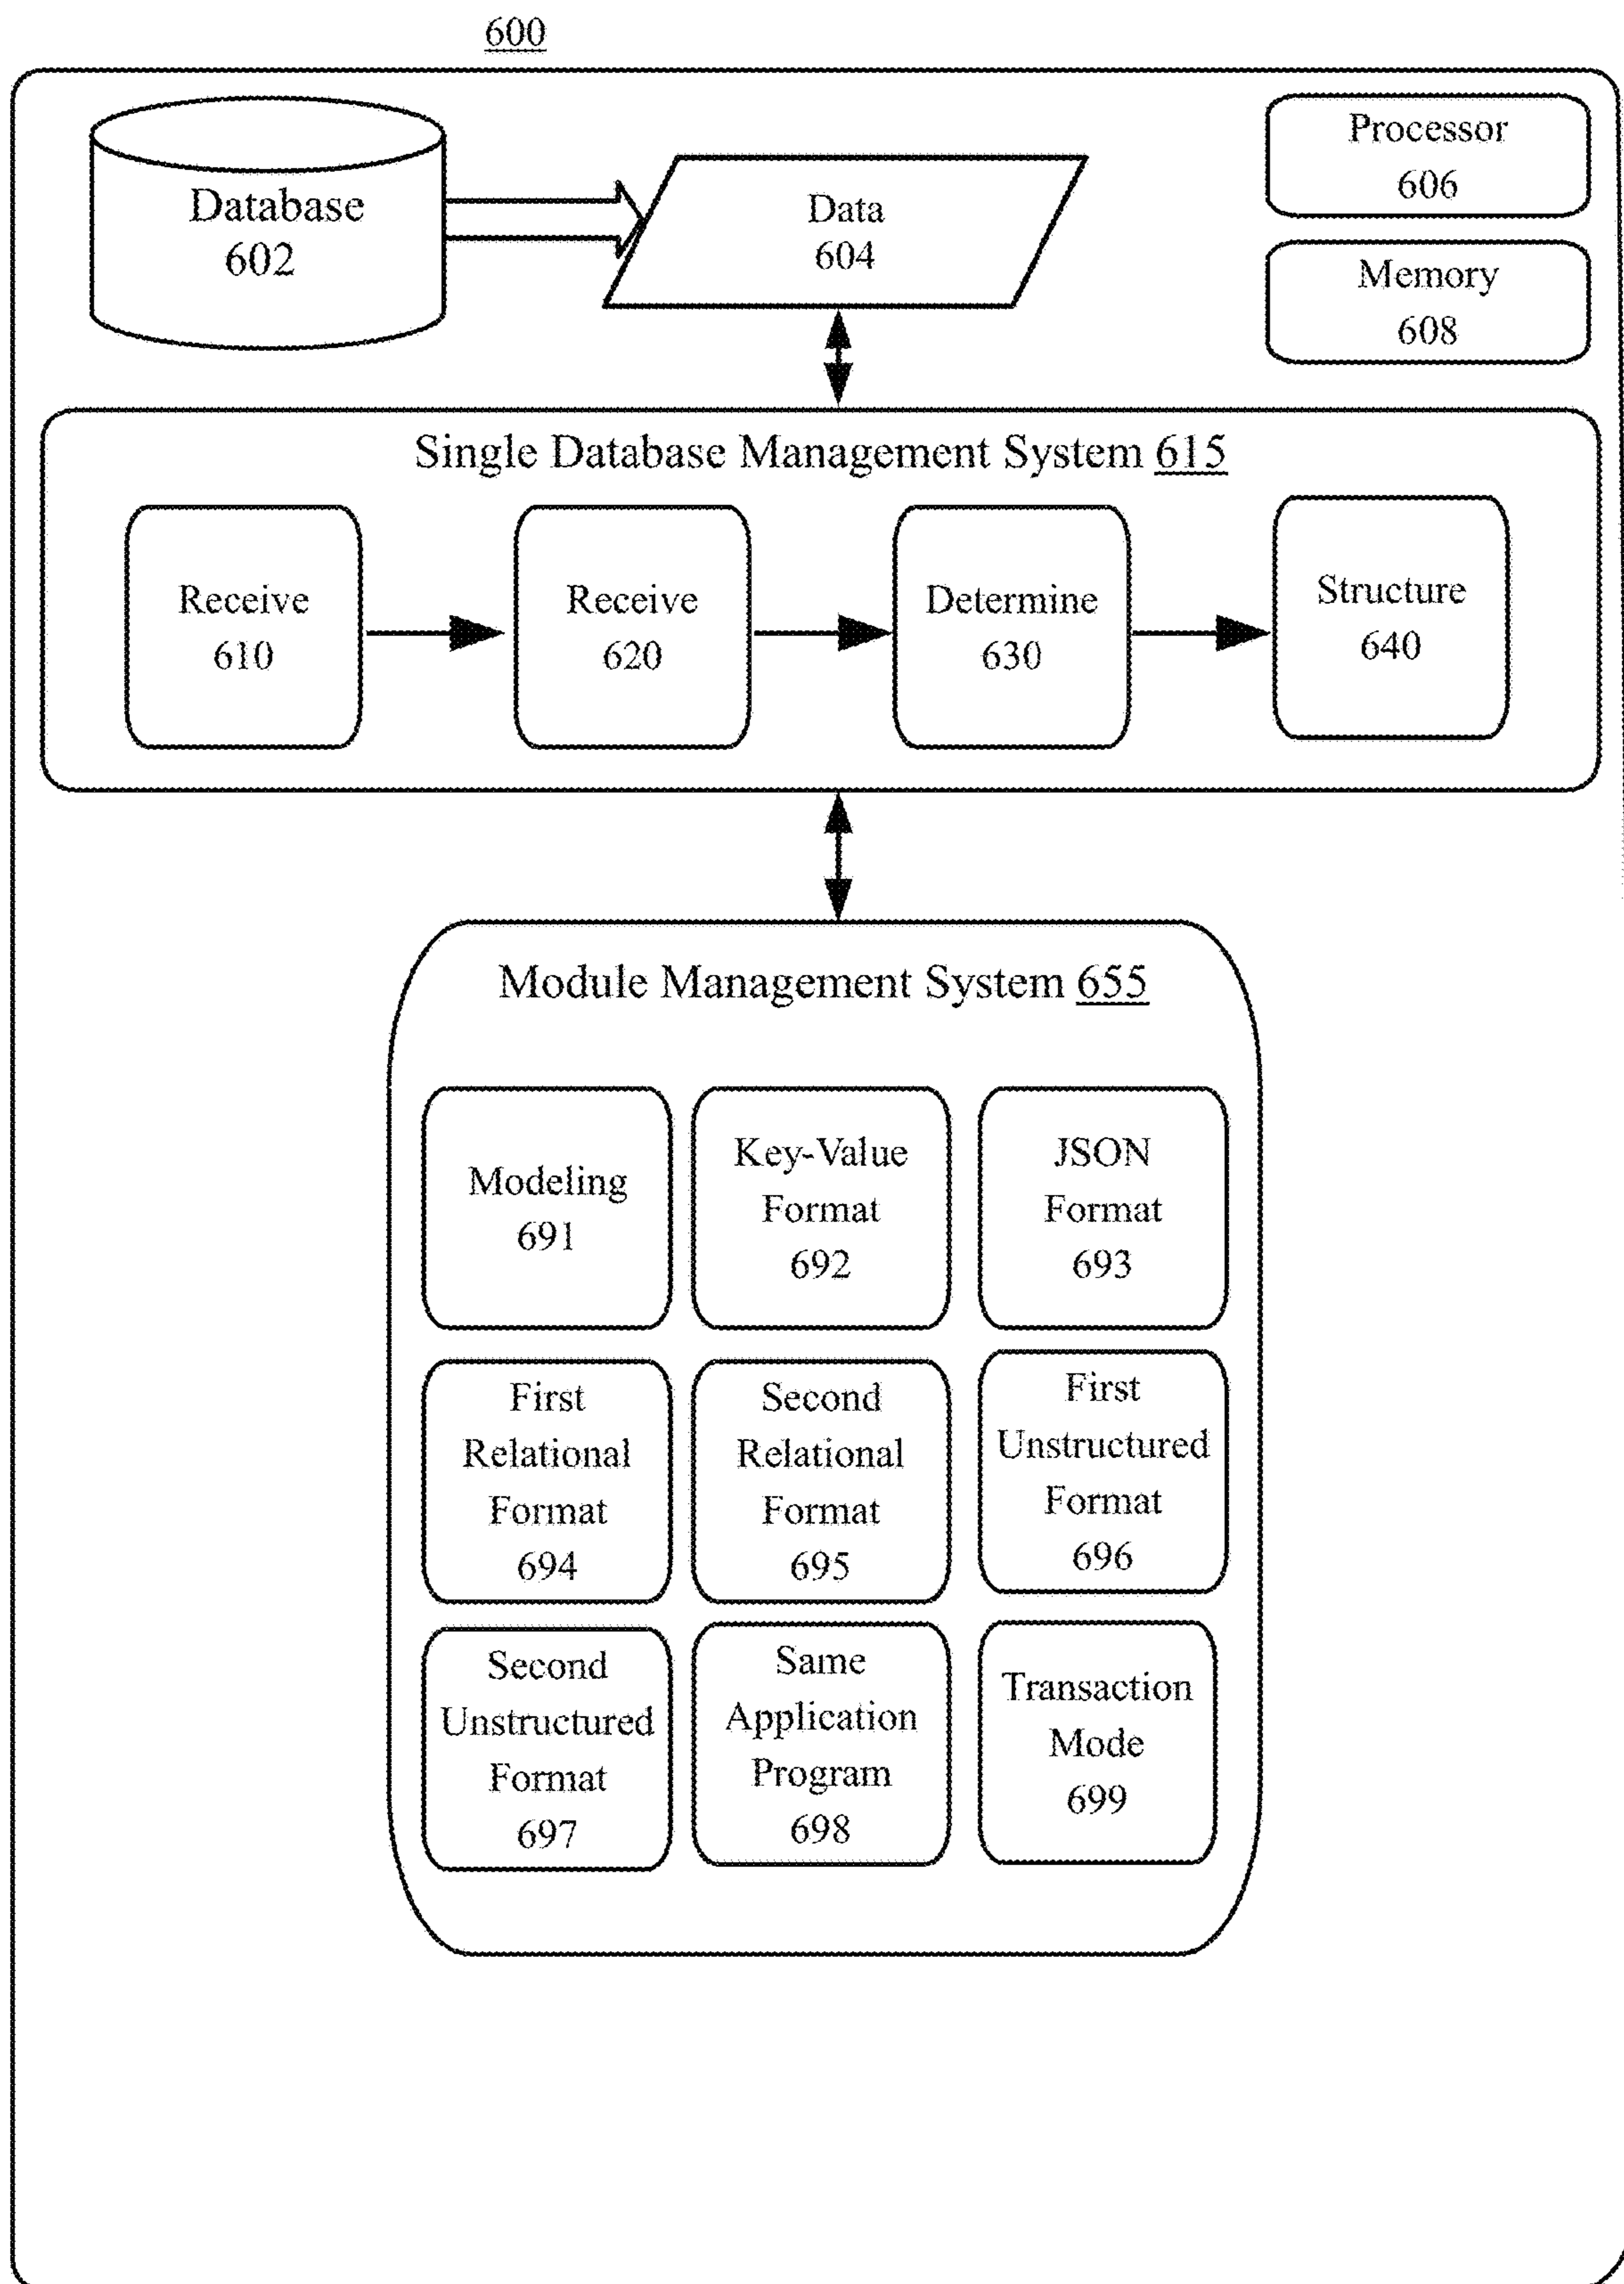 600
Database
602
Data
604
Processor
606
Memory
608
Single Database Management System 615
Receive
610
Receive
620
Determine
630
Structure
640
Module Management System 655
Modeling
691
Key-Value
Format
692
JSON
Format
693
First
Relational
Format
694
Second
Relational
Format
695
First
Unstructured
Format
696
Second
Unstructured
Format
697
Same
Application
Program
698
Transaction
Mode
699